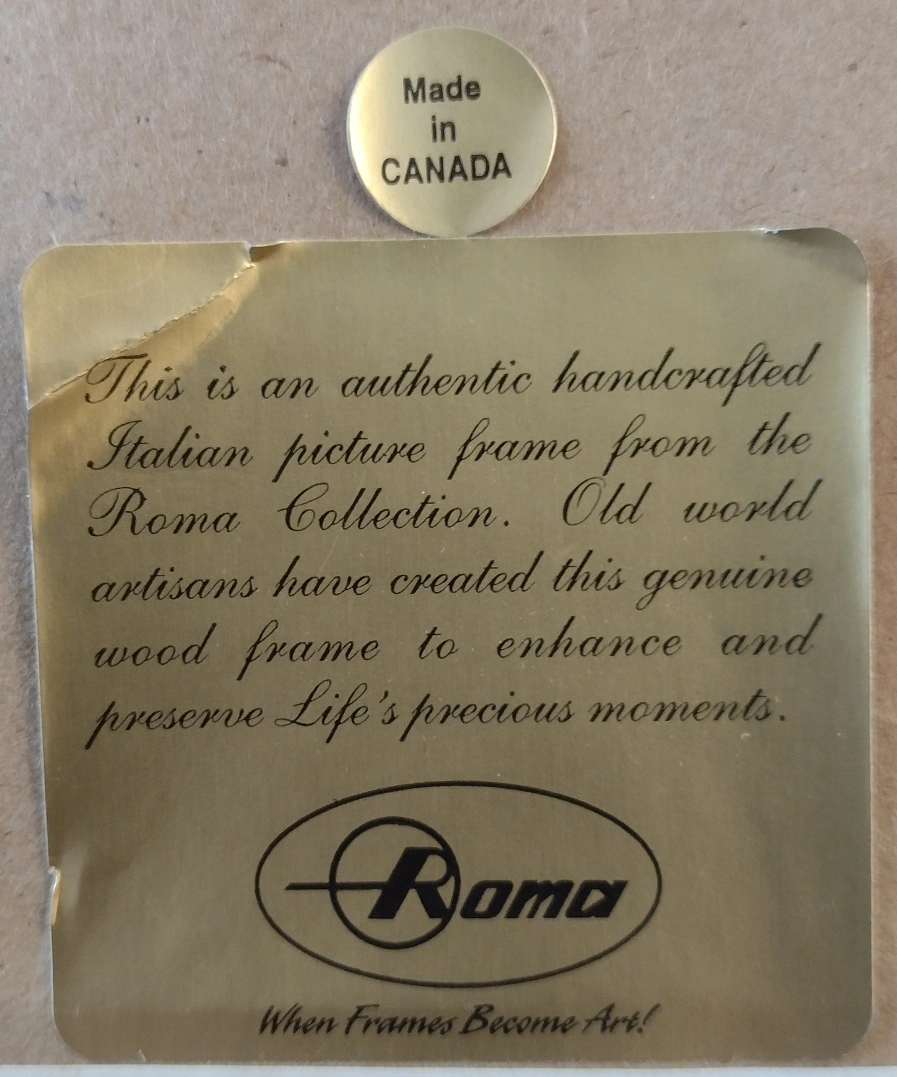 Made
in
CANADA
This is an authentic handcrafted
Italian picture frame from the
Roma Collection. Old world
artisans have created this genuine
wood frame to enhance and
preserve Life's precious moments.
Roma
When Frames Become Art!